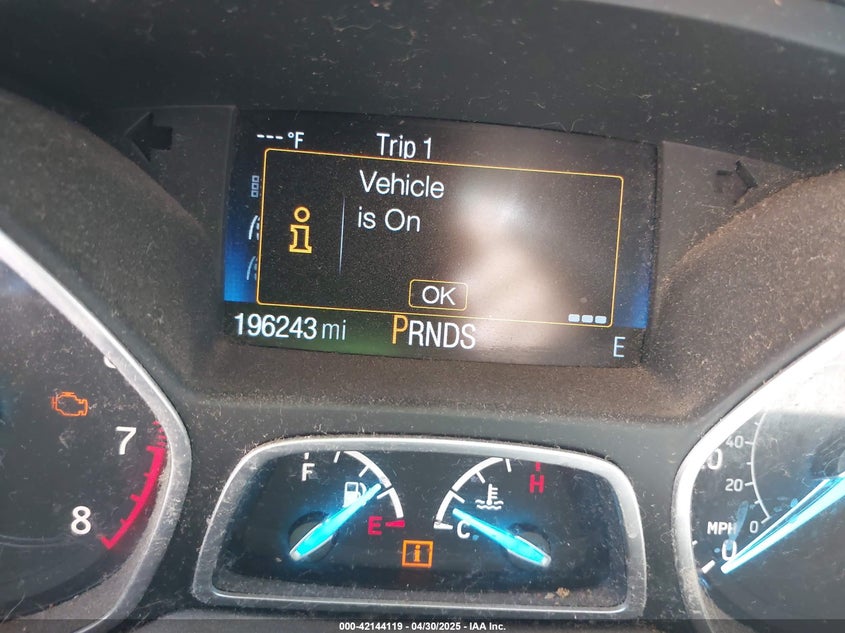 --- °F Trip 1
Vehicle
is On
i
OK
196243 mi PRNDS E
7
8
F
E
i
H
C
40
20
0
MPH
0
000-42144119 - 04/30/2025 - IAA Inc.